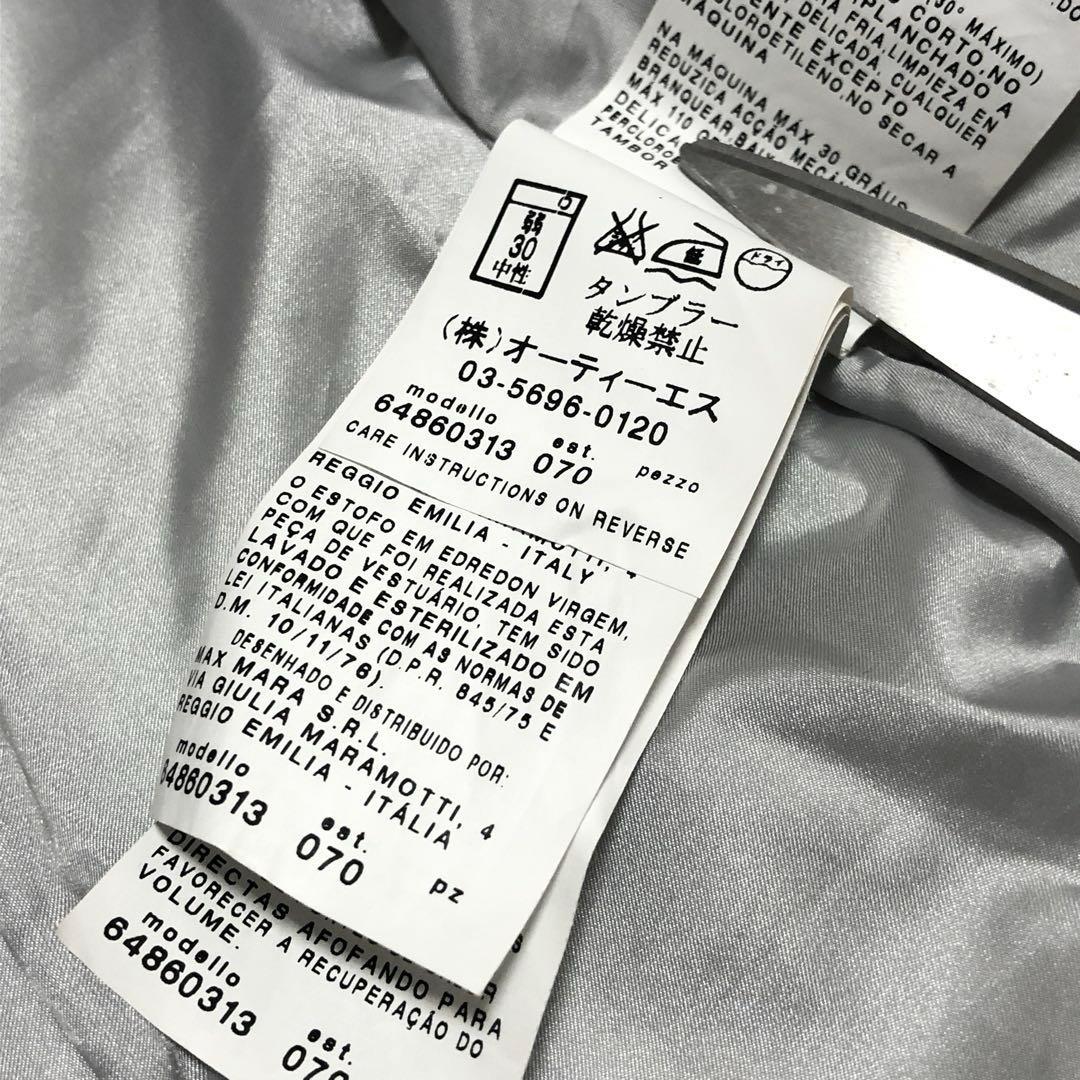 30° MÁXIMO)
CORTO, NO
PLANCHADO, A
FRIA, LIMPIEZA EN
DELICADA, CUALQUIER
EXCEPTO
CLOROETILENO, NO SECAR A
MÁQUINA
NA MAQUINA MÁX 30 GRAUS
REDUZIDA ACÇÃO
BRANQUEAR
MÁX 110
PERCLOROE
TAMBOR
弱
30
中性
ドライ
タンブラー
乾燥禁止
(株)オーティーエス
03-5696-0120
modello est. pezzo
64860313 070
CARE INSTRUCTIONS ON REVERSE
REGGIO EMILIA - ITALY
O ESTOFO EM EDREDON VIRGEM,
COM QUE FOI REALIZADA ESTA
PEÇA DE VESTUÁRIO, TEM SIDO
LAVADO E ESTERILIZADO EM
CONFORMIDADE COM AS NORMAS DE
LEI ITALIANAS (D.P.R. 845/75 E
D.M. 10/11/76).
DESENHADO E DISTRIBUIDO POR:
MAX MARA S.R.L.
VIA GIULIA MARAMOTTI, 4
REGGIO EMILIA - ITÁLIA
modello est. pz
64860313 070
DIRECTAS AFOFANDO PARA
FAVORECER A RECUPERAÇÃO DO
VOLUME.
modello est.
64860313 070